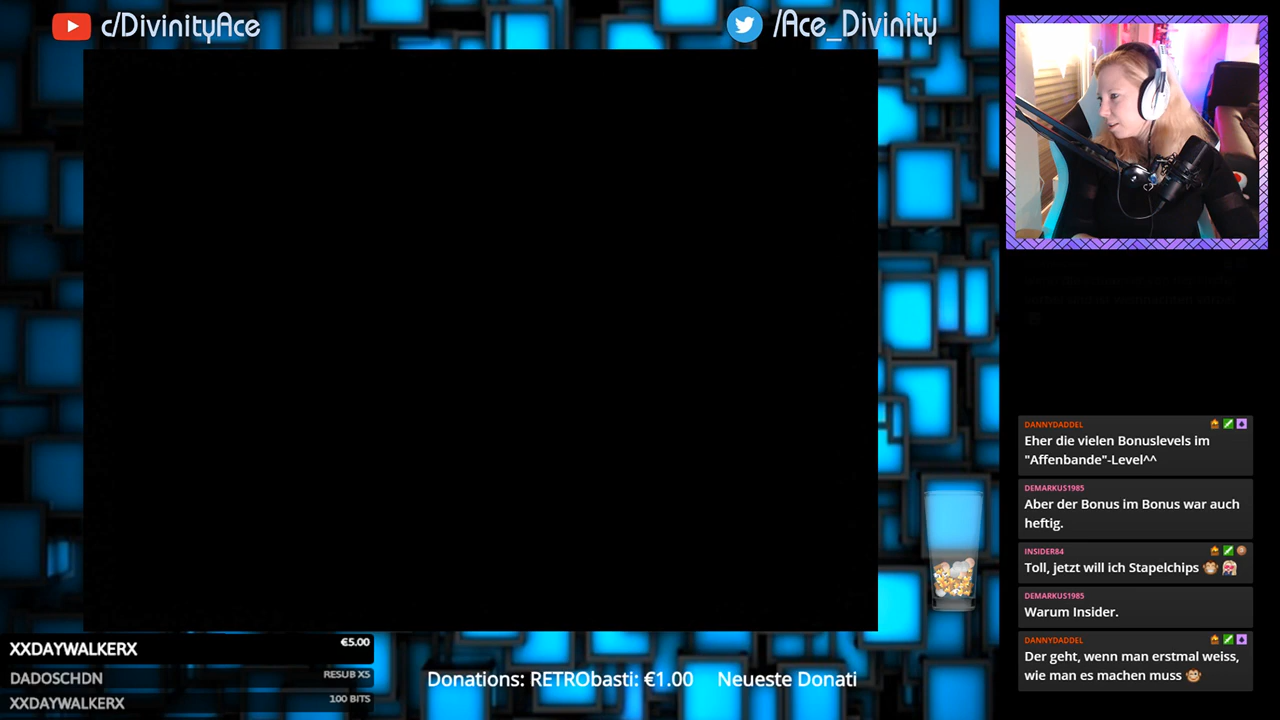 c/DivinityAce
/Ace_Divinity
DANNYDADDEL
Eher die vielen Bonuslevels im
"Affenbande"-Level^^
DEMARKUS1985
Aber der Bonus im Bonus war auch
heftig.
INSIDER84
Toll, jetzt will ich Stapelchips
DEMARKUS1985
Warum Insider.
DANNYDADDEL
Der geht, wenn man erstmal weiss,
wie man es machen muss
XXDAYWALKERX €5.00
DADOSCHDN RESUB X5
XXDAYWALKERX 100 BITS
Donations: RETRObasti: €1.00 Neueste Donati